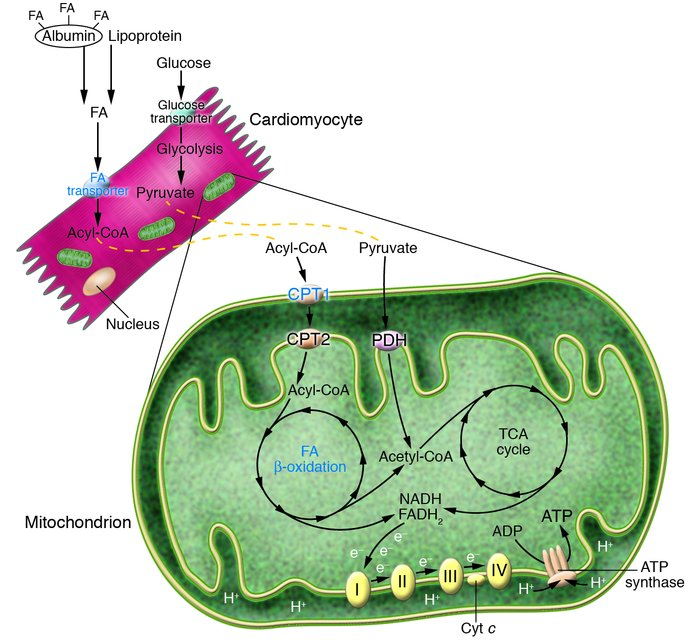 FA
FA
FA
Albumin
Lipoprotein
Glucose
FA
Glucose
transporter
Cardiomyocyte
Glycolysis
FA
transporter
Pyruvate
Acyl-CoA
Acyl-CoA
Pyruvate
CPT1
Nucleus
CPT2
PDH
Acyl-CoA
FA
β-oxidation
Acetyl-CoA
TCA
cycle
NADH
FADH₂
Mitochondrion
ADP
ATP
e⁻
e⁻
e⁻
e⁻
e⁻
e⁻
H⁺
I
II
III
IV
ATP
synthase
H⁺
H⁺
H⁺
H⁺
H⁺
H⁺
Cyt c